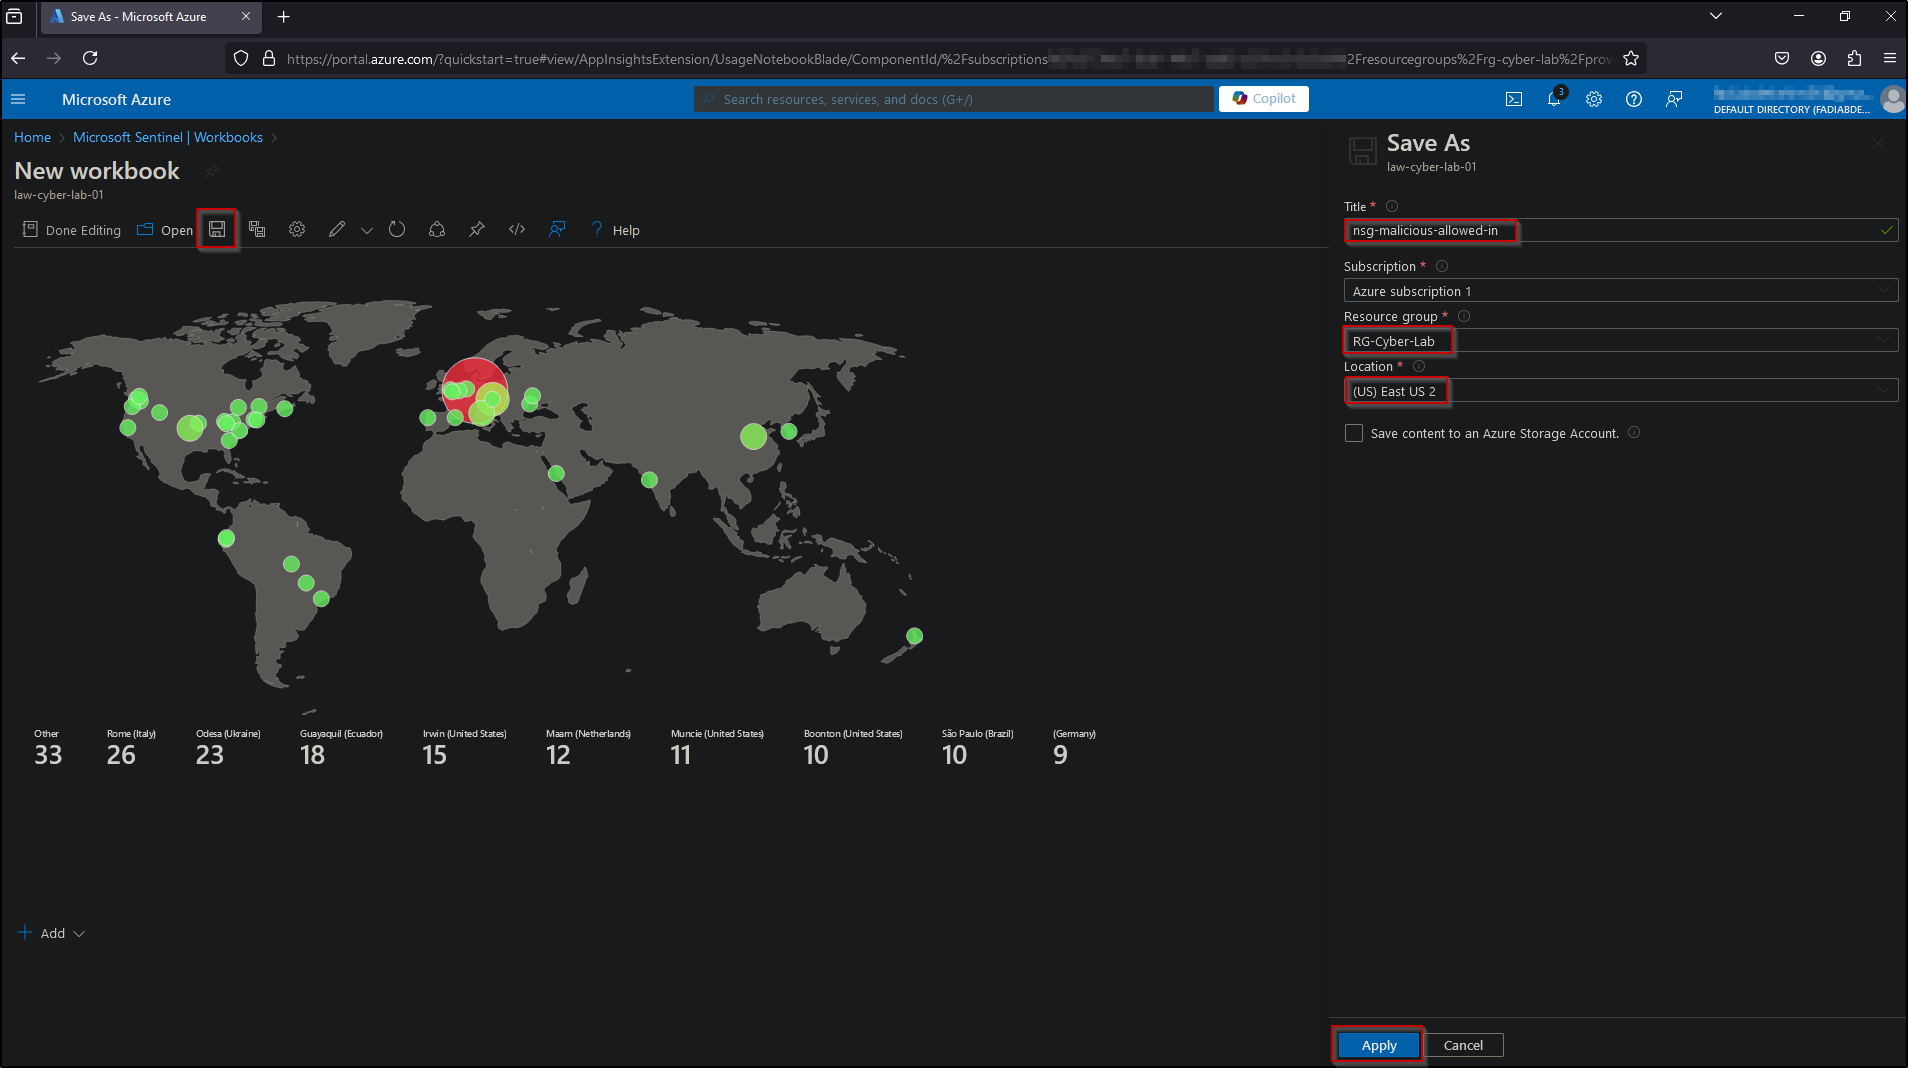 Save As - Microsoft Azure
https://portal.azure.com/?quickstart=true#view/AppInsightsExtension/UsageNotebookBlade/ComponentId/%2Fsubscriptions
2Fresourcegroups%2Frg-cyber-lab%2Fprov
Microsoft Azure
Search resources, services, and docs (G+/)
Copilot
3
DEFAULT DIRECTORY (FADIABDE...
Home > Microsoft Sentinel | Workbooks >
New workbook
law-cyber-lab-01
Done Editing
Open
? Help
Other
33
Rome (Italy)
26
Odesa (Ukraine)
23
Guayaquil (Ecuador)
18
Irwin (United States)
15
Maarn (Netherlands)
12
Muncie (United States)
11
Boonton (United States)
10
São Paulo (Brazil)
10
(Germany)
9
+ Add
Save As
law-cyber-lab-01
Title *
nsg-malicious-allowed-in
Subscription *
Azure subscription 1
Resource group *
RG-Cyber-Lab
Location *
(US) East US 2
Save content to an Azure Storage Account.
Apply
Cancel